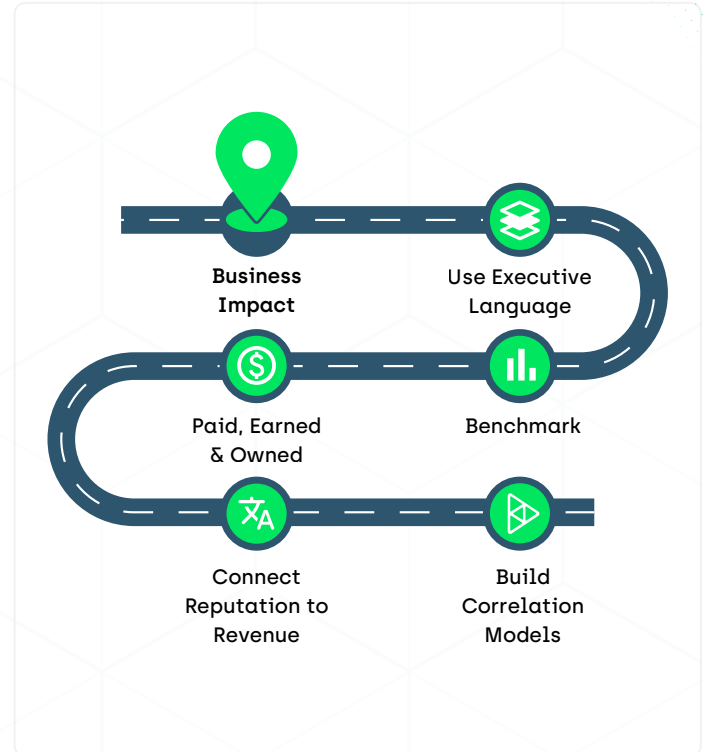 Business
Impact
Use Executive
Language
Paid, Earned
& Owned
Benchmark
Connect
Reputation to
Revenue
Build
Correlation
Models